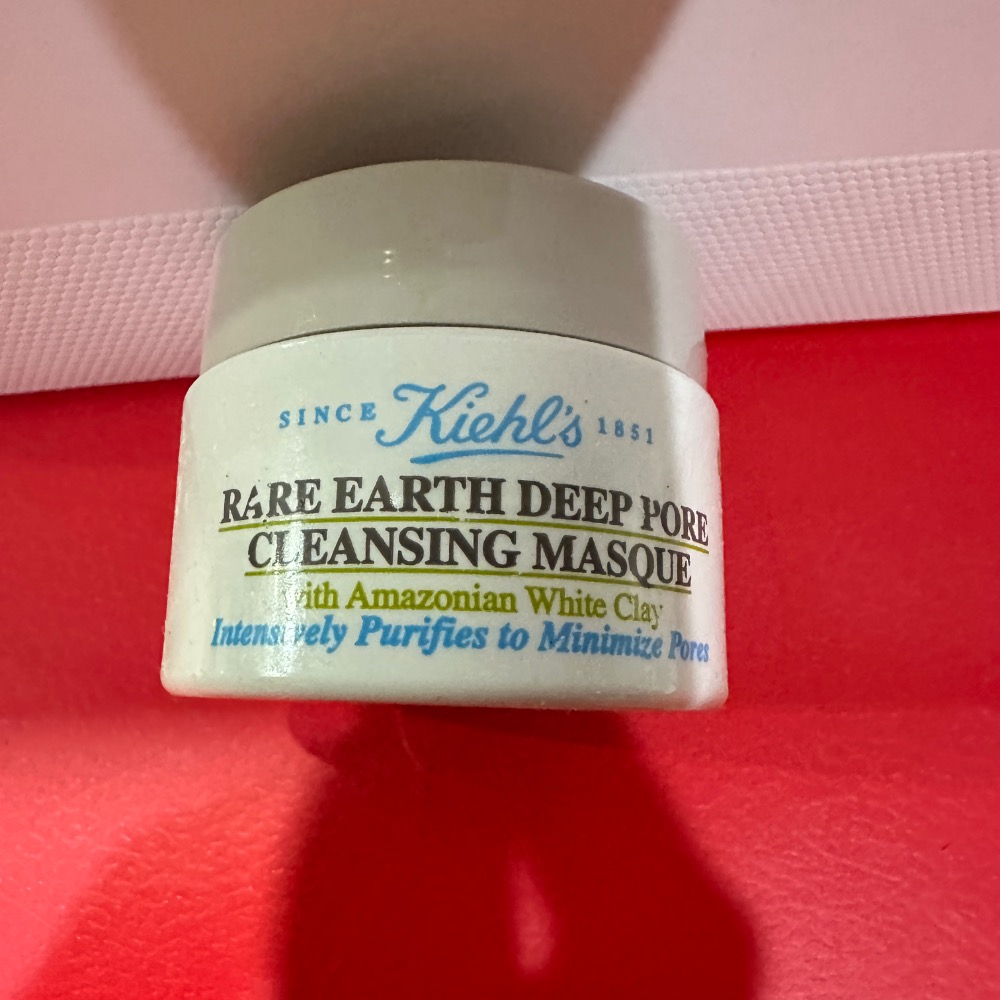 SINCE Kiehl's 1851
RARE EARTH DEEP PORE
CLEANSING MASQUE
with Amazonian White Clay
Intensively Purifies to Minimize Pores